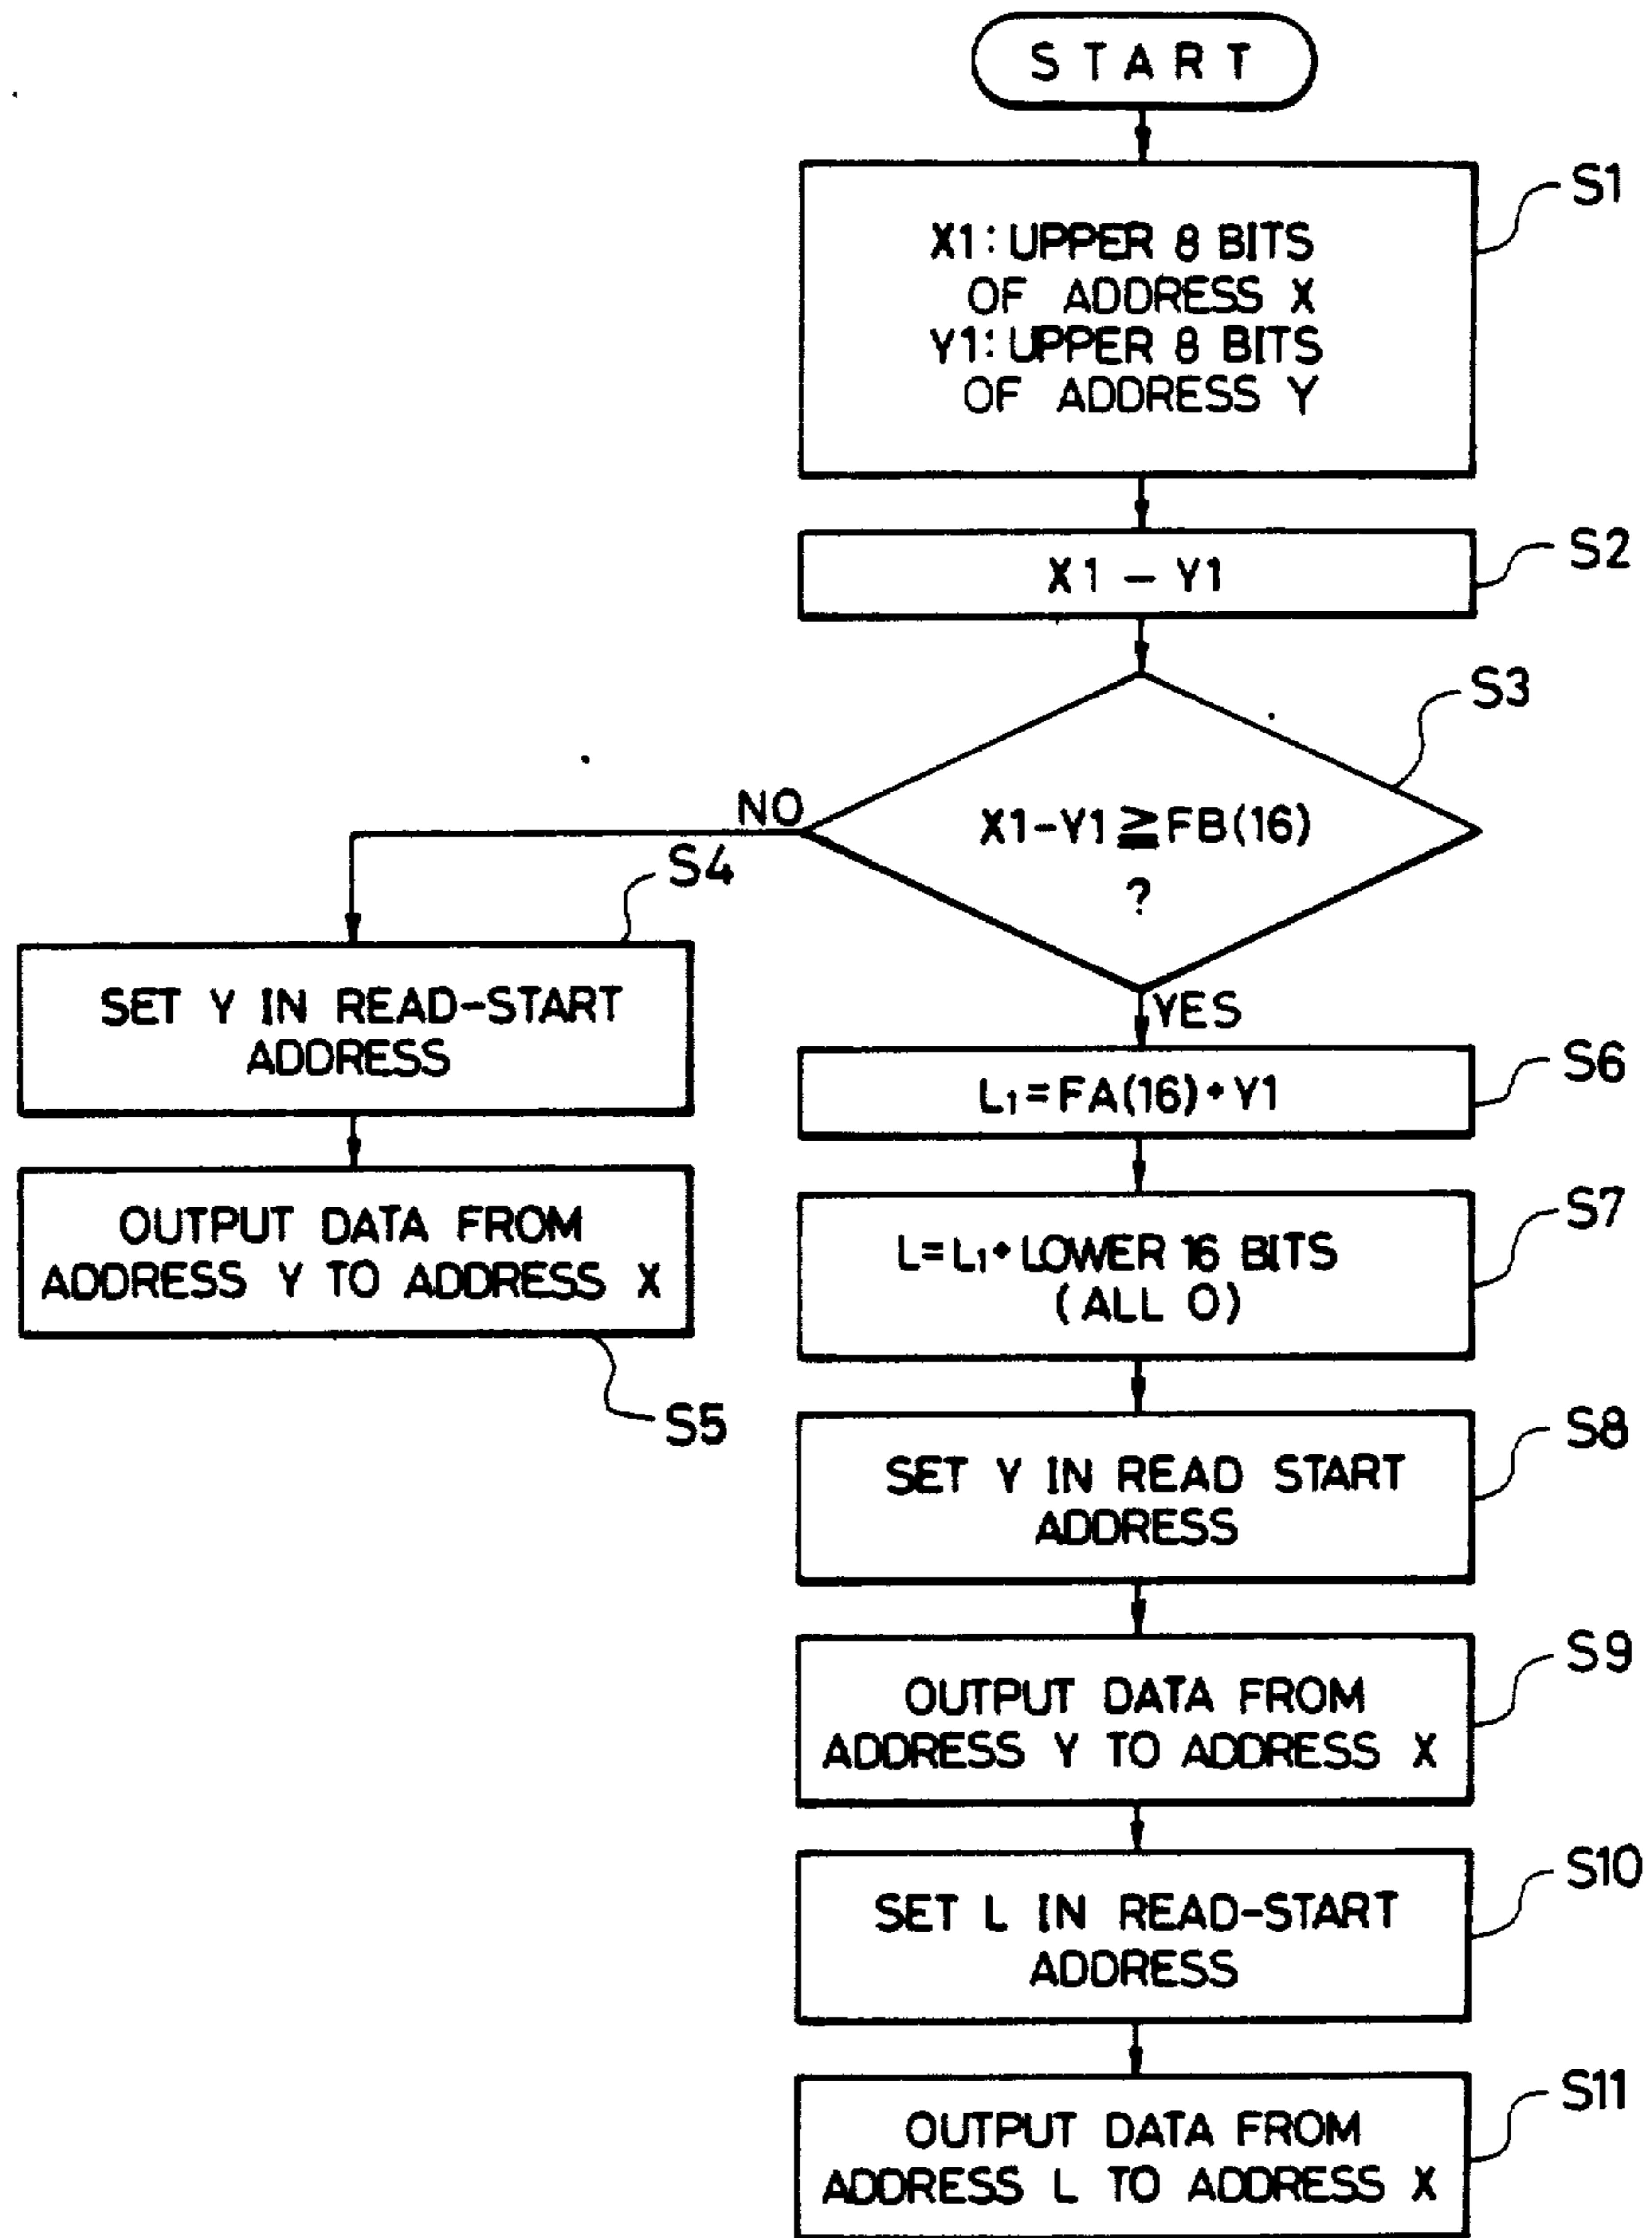 START
S1
X1: UPPER 8 BITS
OF ADDRESS X
Y1: UPPER 8 BITS
OF ADDRESS Y
S2
X1 – Y1
S3
X1-Y1 ≧ FB(16)
?
NO
YES
S4
SET Y IN READ-START
ADDRESS
OUTPUT DATA FROM
ADDRESS Y TO ADDRESS X
S5
S6
L1 = FA(16) + Y1
S7
L=L1+LOWER 16 BITS
(ALL 0)
S8
SET Y IN READ START
ADDRESS
S9
OUTPUT DATA FROM
ADDRESS Y TO ADDRESS X
S10
SET L IN READ-START
ADDRESS
S11
OUTPUT DATA FROM
ADDRESS L TO ADDRESS X